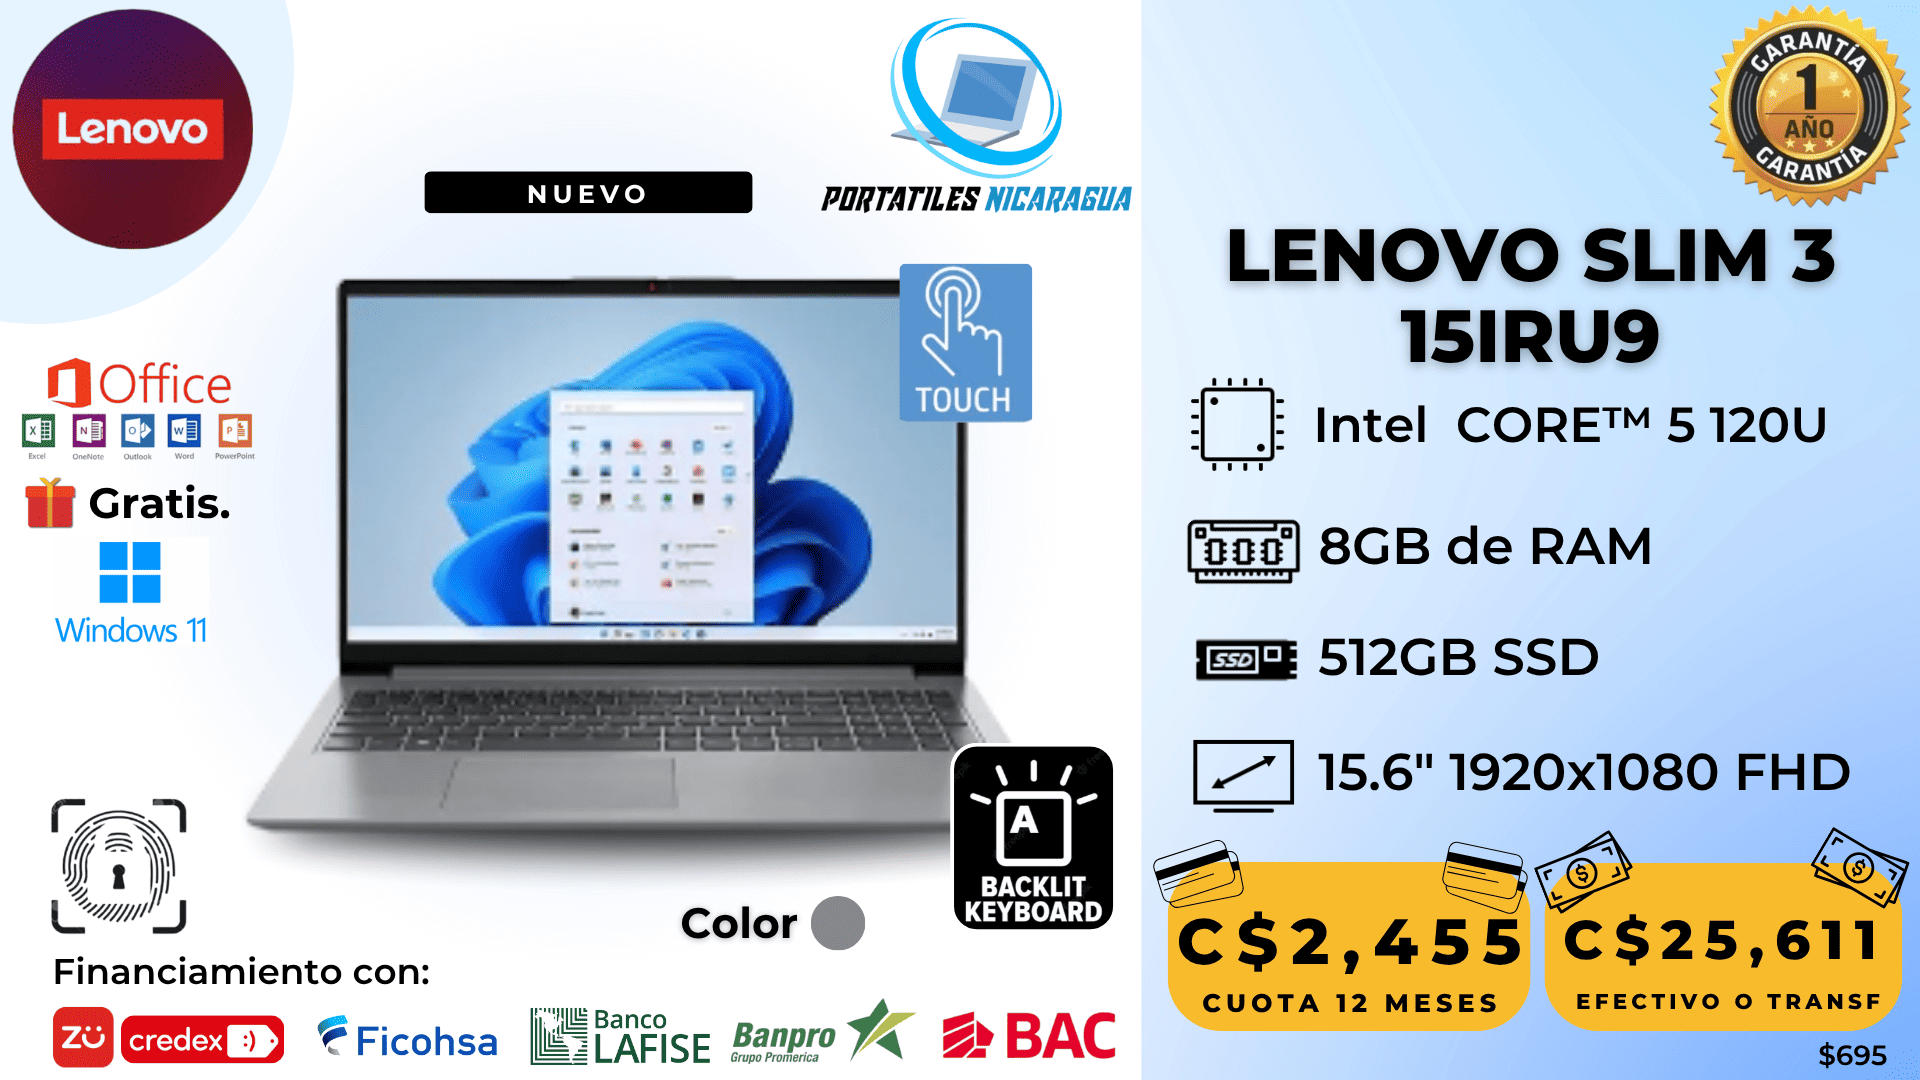 Lenovo
NUEVO
PORTATILES NICARAGUA
GARANTÍA
1
AÑO
GARANTÍA
LENOVO SLIM 3
15IRU9
TOUCH
Office
Excel
OneNote
Outlook
Word
PowerPoint
Gratis.
Windows 11
Intel CORE™ 5 120U
8GB de RAM
SSD
512GB SSD
15.6" 1920x1080 FHD
A
BACKLIT
KEYBOARD
Color
C$2,455
CUOTA 12 MESES
C$25,611
EFECTIVO O TRANSF
$695
Financiamiento con:
zü
credex :)
Ficohsa
Banco
LAFISE
Banpro
Grupo Promerica
BAC